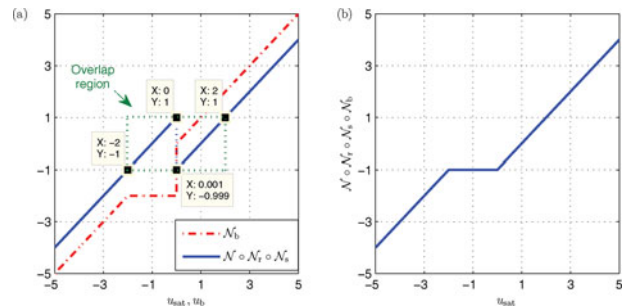 (a)
5
3
1
-1
-3
-5
Overlap
region
X: 0
Y: 1
X: 2
Y: 1
X: -2
Y: -1
X: 0.001
Y: -0.999
𝒩b
𝒩 ∘ 𝒩r ∘ 𝒩s
-5 -3 -1 1 3 5
usat, wb
(b)
𝒩 ∘ 𝒩r ∘ 𝒩s ∘ 𝒩b
5
3
1
-1
-3
-5
-5 -3 -1 1 3 5
usat